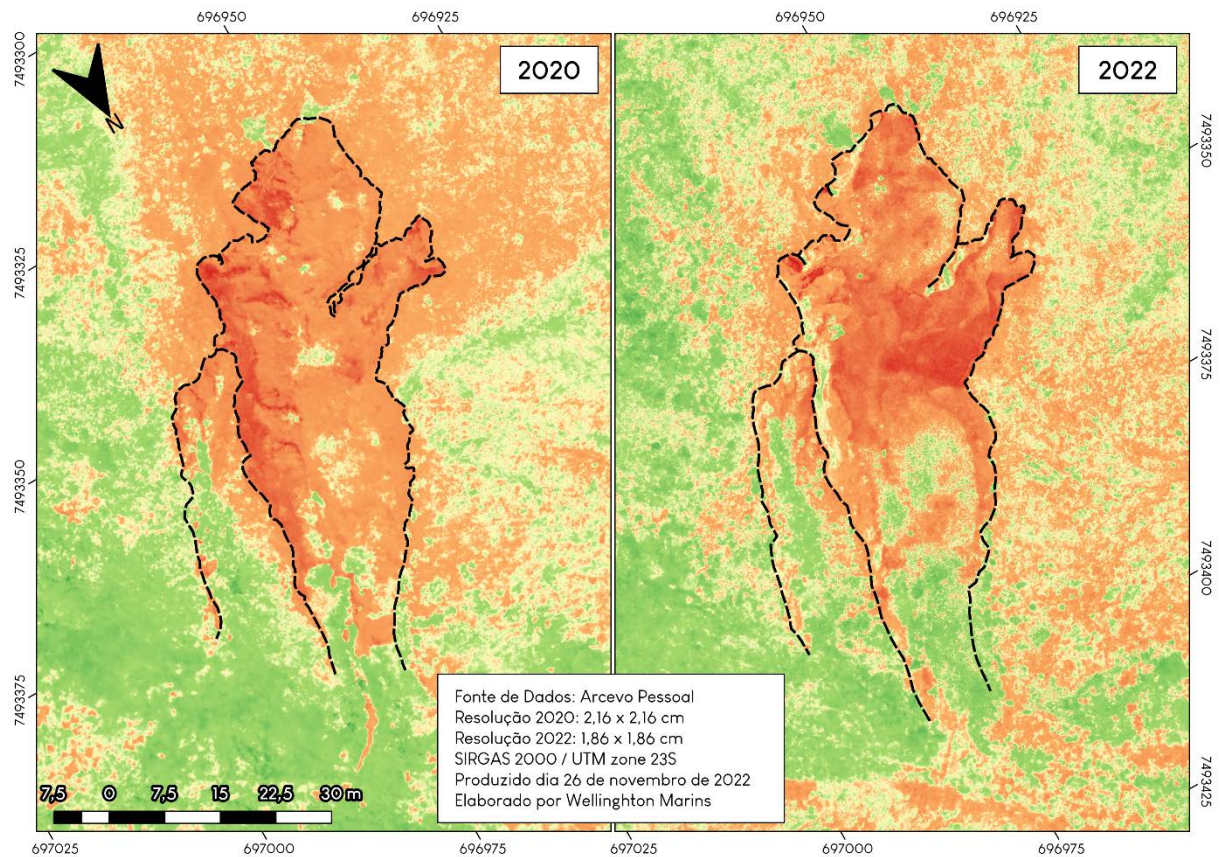 696950 696925 696950 696925
2020
2022
N
7493300
7493325
7493350
7493375
7493350
7493375
7493400
7493425
Fonte de Dados: Arcevo Pessoal
Resolução 2020: 2,16 x 2,16 cm
Resolução 2022: 1,86 x 1,86 cm
SIRGAS 2000 / UTM zone 23S
Produzido dia 26 de novembro de 2022
Elaborado por Wellinghton Marins
7,5 0 7,5 15 22,5 30 m
697025 697000 696975 697025 697000 696975